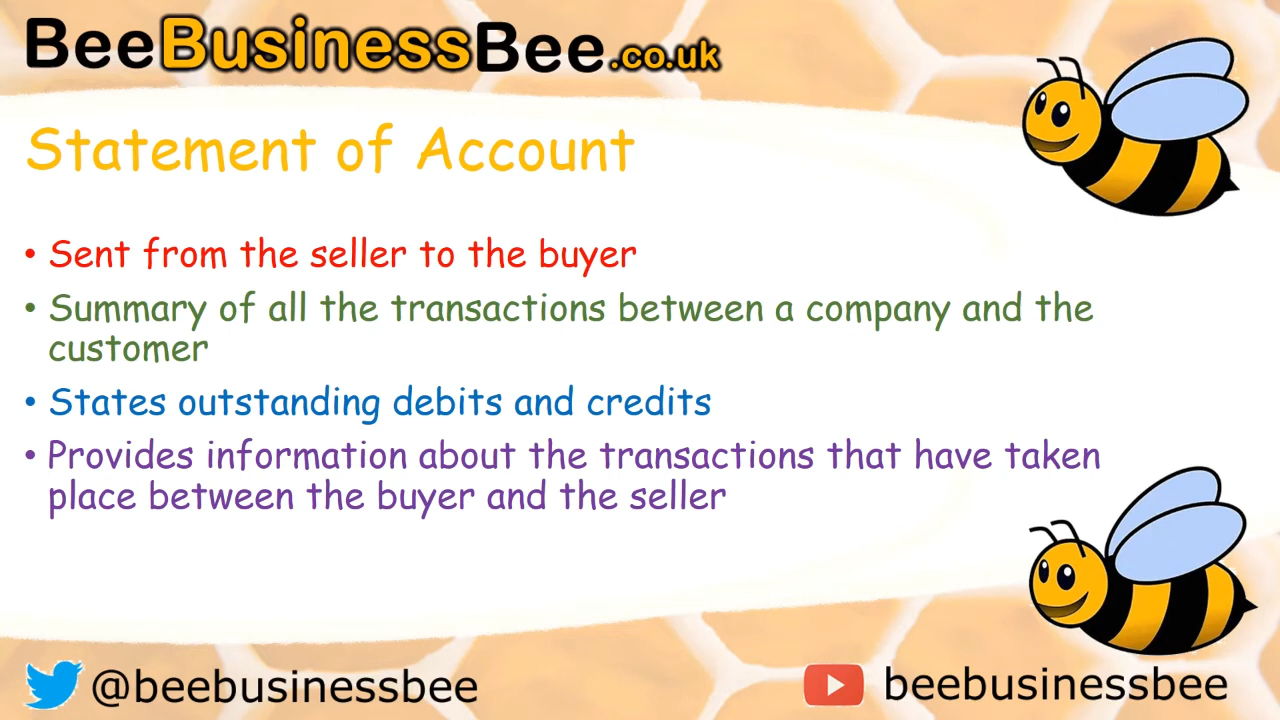 BeeBusinessBee.co.uk
Statement of Account
• Sent from the seller to the buyer
• Summary of all the transactions between a company and the
customer
• States outstanding debits and credits
• Provides information about the transactions that have taken
place between the buyer and the seller
@beebusinessbee
beebusinessbee